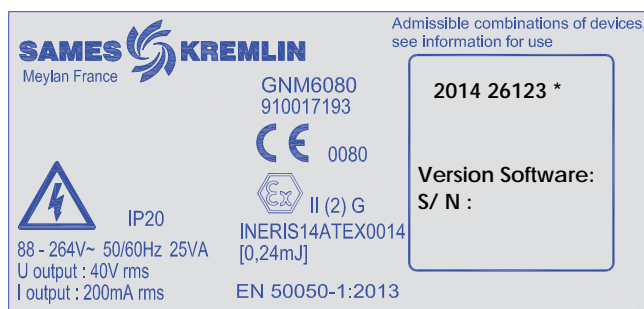 SAMES KREMLIN
Meylan France
GNM6080
910017193
CE 0080
Ex II (2) G
INERIS14ATEX0014
[0,24mJ]
EN 50050-1:2013
IP20
88 - 264V~ 50/60Hz 25VA
U output : 40V rms
I output : 200mA rms
Admissible combinations of devices,
see information for use
2014 26123 *
Version Software:
S/ N :